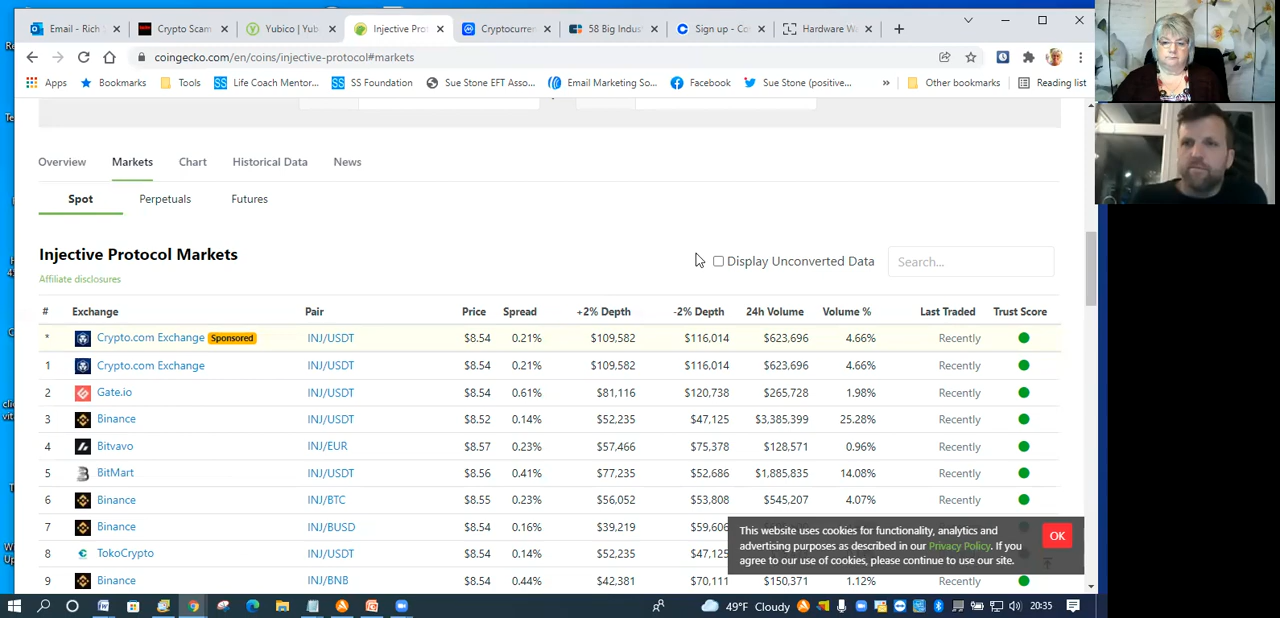 Email - Rich Crypto Scam Yubico | Yub Injective Pro Cryptocurren 58 Big Indus Sign up - Co Hardware W
coingecko.com/en/coins/injective-protocol#markets
Apps Bookmarks Tools Life Coach Mentor... SS Foundation Sue Stone EFT Asso... Email Marketing So... Facebook Sue Stone (positive... » Other bookmarks Reading list
Overview Markets Chart Historical Data News
Spot Perpetuals Futures
Injective Protocol Markets
Display Unconverted Data Search...
Affiliate disclosures
# Exchange Pair Price Spread +2% Depth -2% Depth 24h Volume Volume % Last Traded Trust Score
* Crypto.com Exchange Sponsored INJ/USDT $8.54 0.21% $109,582 $116,014 $623,696 4.66% Recently
1 Crypto.com Exchange INJ/USDT $8.54 0.21% $109,582 $116,014 $623,696 4.66% Recently
2 Gate.io INJ/USDT $8.54 0.61% $81,116 $120,738 $265,728 1.98% Recently
3 Binance INJ/USDT $8.52 0.14% $52,235 $47,125 $3,385,399 25.28% Recently
4 Bitvavo INJ/EUR $8.57 0.23% $57,466 $75,378 $128,571 0.96% Recently
5 BitMart INJ/USDT $8.56 0.41% $77,235 $52,686 $1,885,835 14.08% Recently
6 Binance INJ/BTC $8.55 0.23% $56,052 $53,808 $545,207 4.07% Recently
7 Binance INJ/BUSD $8.54 0.16% $39,219 $59,606
8 TokoCrypto INJ/USDT $8.54 0.14% $52,235 $47,125
9 Binance INJ/BNB $8.54 0.44% $42,381 $70,111 $150,371 1.12% Recently
This website uses cookies for functionality, analytics and
advertising purposes as described in our Privacy Policy. If you
agree to our use of cookies, please continue to use our site.
OK
49°F Cloudy 20:35